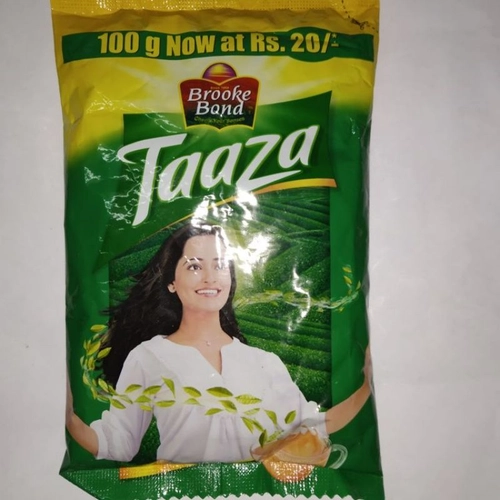 100 g Now at Rs. 20/-*
Brooke
Bond
Taaza